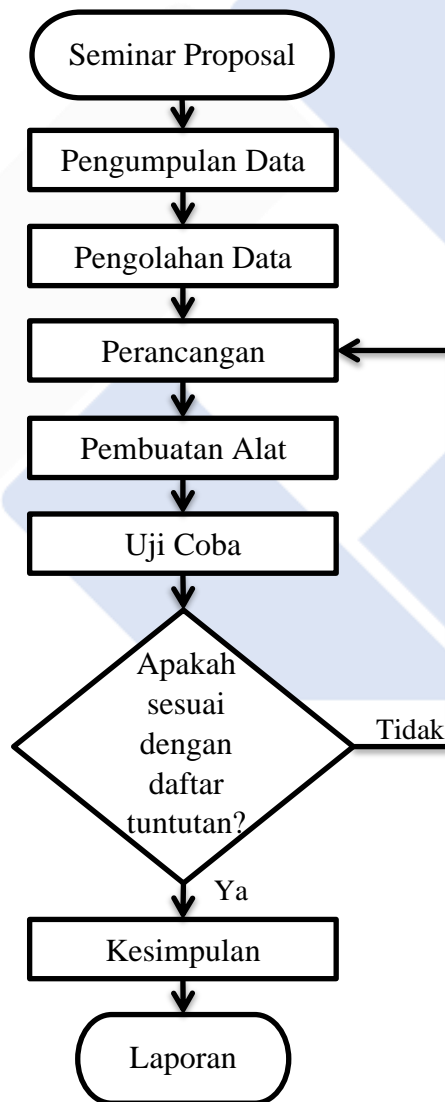 Seminar Proposal
Pengumpulan Data
Pengolahan Data
Perancangan
Pembuatan Alat
Uji Coba
Apakah
sesuai
dengan
daftar
tuntutan?
Tidak
Ya
Kesimpulan
Laporan